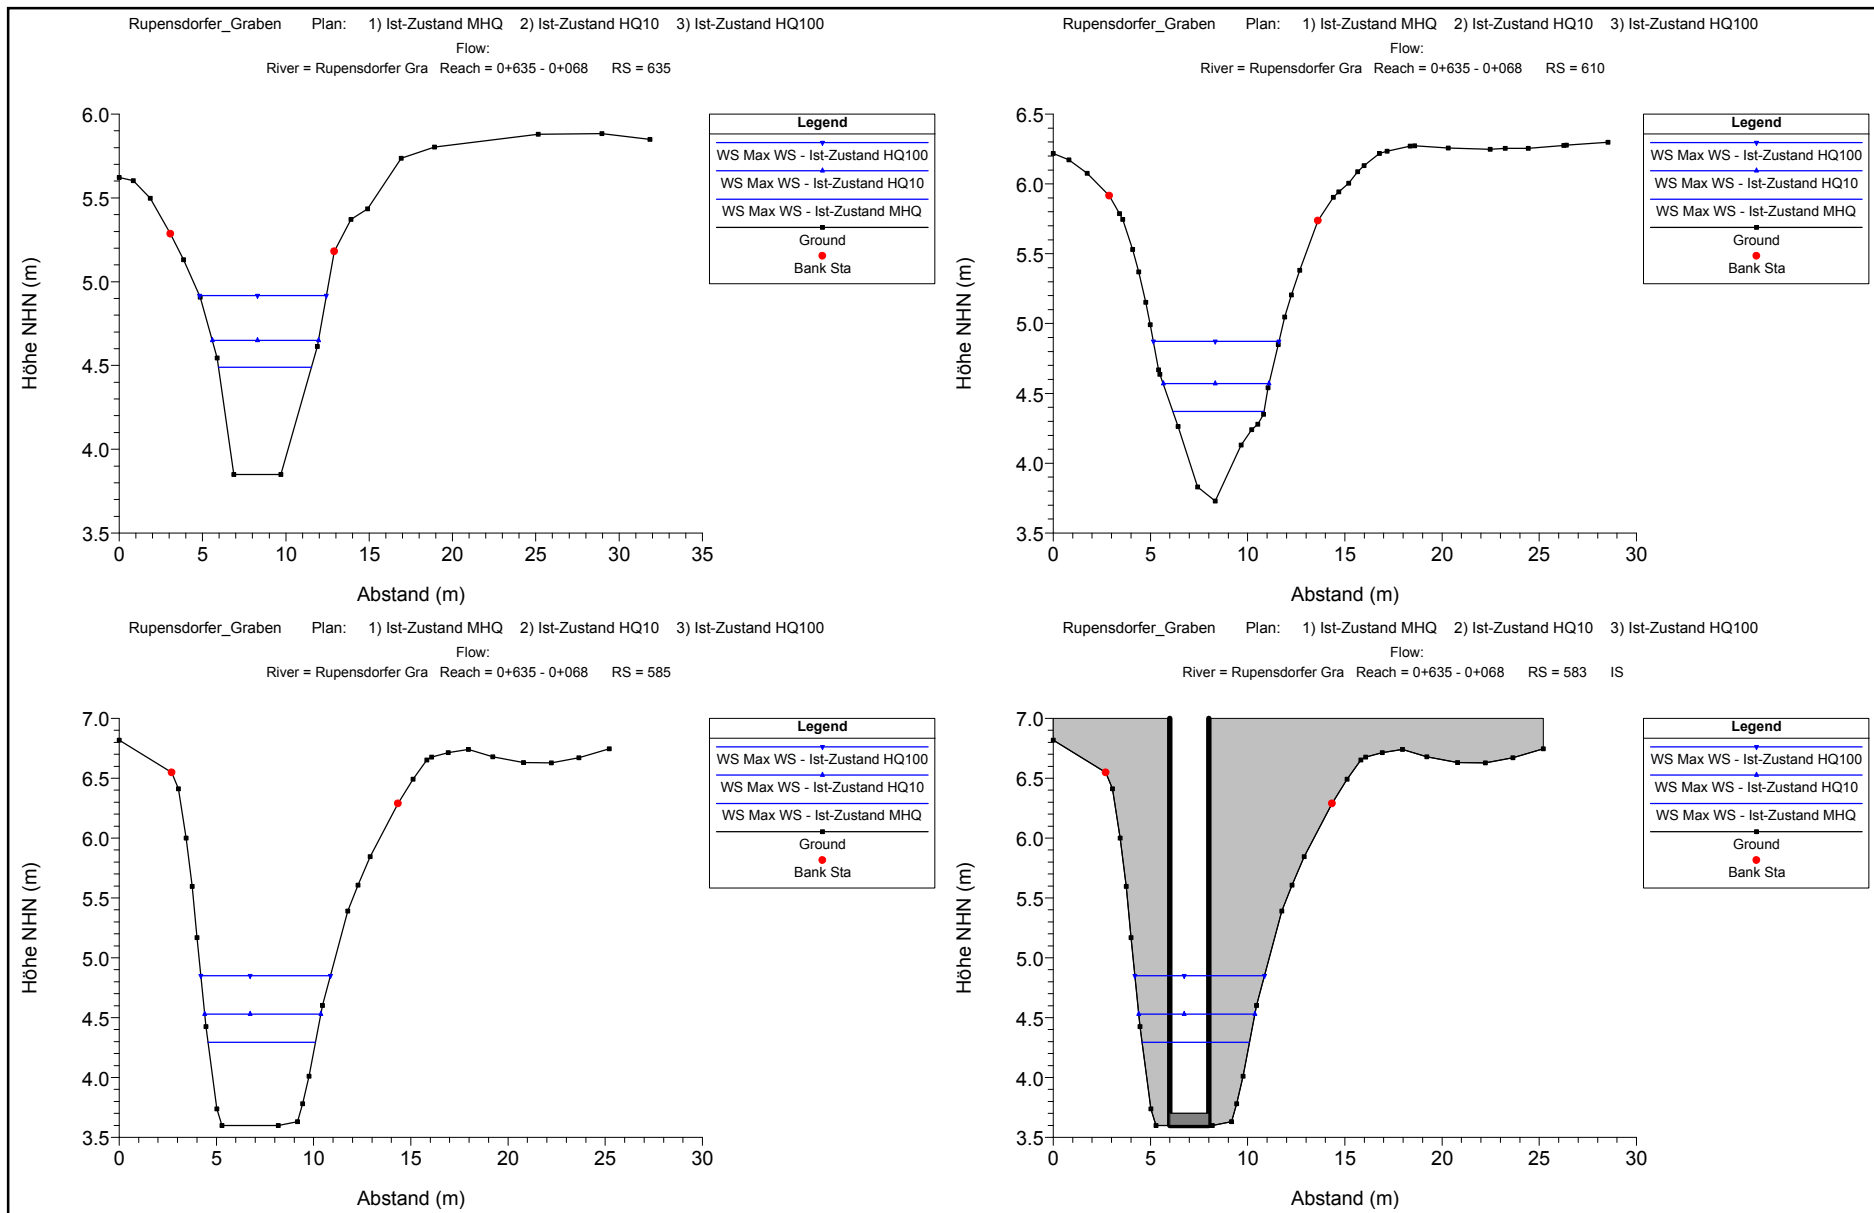 Rupensdorfer_Graben Plan: 1) Ist-Zustand MHQ 2) Ist-Zustand HQ10 3) Ist-Zustand HQ100
Flow:
River = Rupensdorfer Gra Reach = 0+635 - 0+068 RS = 635
6.0
5.5
5.0
4.5
4.0
3.5
0 5 10 15 20 25 30 35
Höhe NHN (m)
Abstand (m)
Legend
WS Max WS - Ist-Zustand HQ100
WS Max WS - Ist-Zustand HQ10
WS Max WS - Ist-Zustand MHQ
Ground
Bank Sta
Rupensdorfer_Graben Plan: 1) Ist-Zustand MHQ 2) Ist-Zustand HQ10 3) Ist-Zustand HQ100
Flow:
River = Rupensdorfer Gra Reach = 0+635 - 0+068 RS = 610
6.5
6.0
5.5
5.0
4.5
4.0
3.5
0 5 10 15 20 25 30
Höhe NHN (m)
Abstand (m)
Legend
WS Max WS - Ist-Zustand HQ100
WS Max WS - Ist-Zustand HQ10
WS Max WS - Ist-Zustand MHQ
Ground
Bank Sta
Rupensdorfer_Graben Plan: 1) Ist-Zustand MHQ 2) Ist-Zustand HQ10 3) Ist-Zustand HQ100
Flow:
River = Rupensdorfer Gra Reach = 0+635 - 0+068 RS = 585
7.0
6.5
6.0
5.5
5.0
4.5
4.0
3.5
0 5 10 15 20 25 30
Höhe NHN (m)
Abstand (m)
Legend
WS Max WS - Ist-Zustand HQ100
WS Max WS - Ist-Zustand HQ10
WS Max WS - Ist-Zustand MHQ
Ground
Bank Sta
Rupensdorfer_Graben Plan: 1) Ist-Zustand MHQ 2) Ist-Zustand HQ10 3) Ist-Zustand HQ100
Flow:
River = Rupensdorfer Gra Reach = 0+635 - 0+068 RS = 583 IS
7.0
6.5
6.0
5.5
5.0
4.5
4.0
3.5
0 5 10 15 20 25 30
Höhe NHN (m)
Abstand (m)
Legend
WS Max WS - Ist-Zustand HQ100
WS Max WS - Ist-Zustand HQ10
WS Max WS - Ist-Zustand MHQ
Ground
Bank Sta